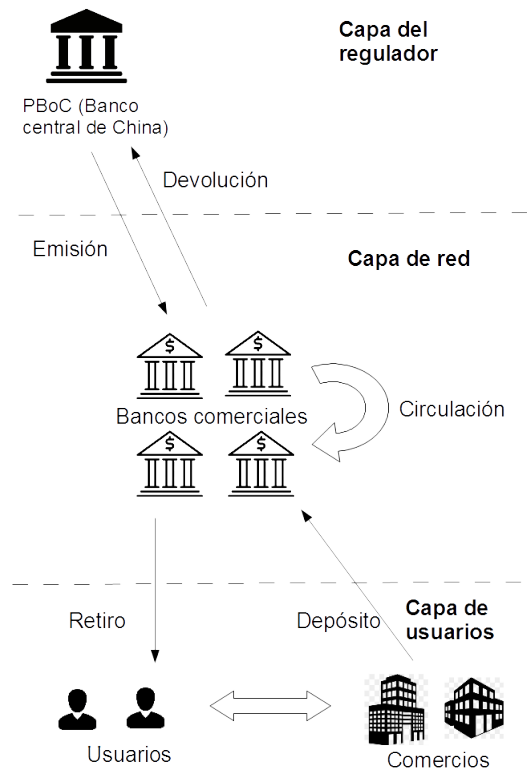 Capa del
regulador
PBoC (Banco
central de China)
Devolución
Emisión
Capa de red
$
$
Bancos comerciales
Circulación
$
$
Retiro
Depósito
Capa de
usuarios
Usuarios
Comercios